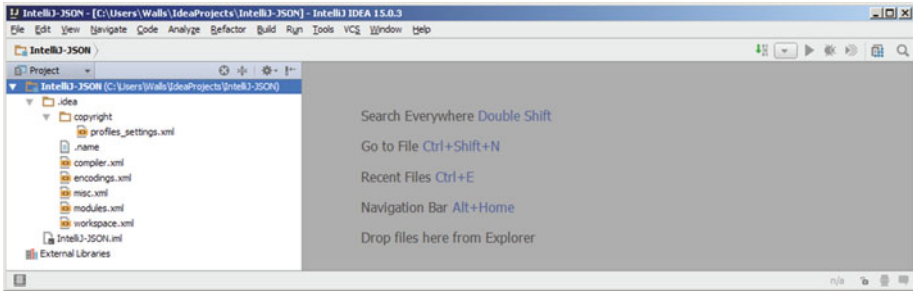 IntelliJ-JSON - [C:\Users\Walls\IdeaProjects\IntelliJ-JSON] - IntelliJ IDEA 15.0.3
File Edit View Navigate Code Analyze Refactor Build Run Tools VCS Window Help
IntelliJ-JSON
Project
IntelliJ-JSON (C:\Users\Walls\IdeaProjects\IntelliJ-JSON)
.idea
copyright
profiles_settings.xml
.name
compiler.xml
encodings.xml
misc.xml
modules.xml
workspace.xml
IntelliJ-JSON.iml
External Libraries
Search Everywhere Double Shift
Go to File Ctrl+Shift+N
Recent Files Ctrl+E
Navigation Bar Alt+Home
Drop files here from Explorer
n/a